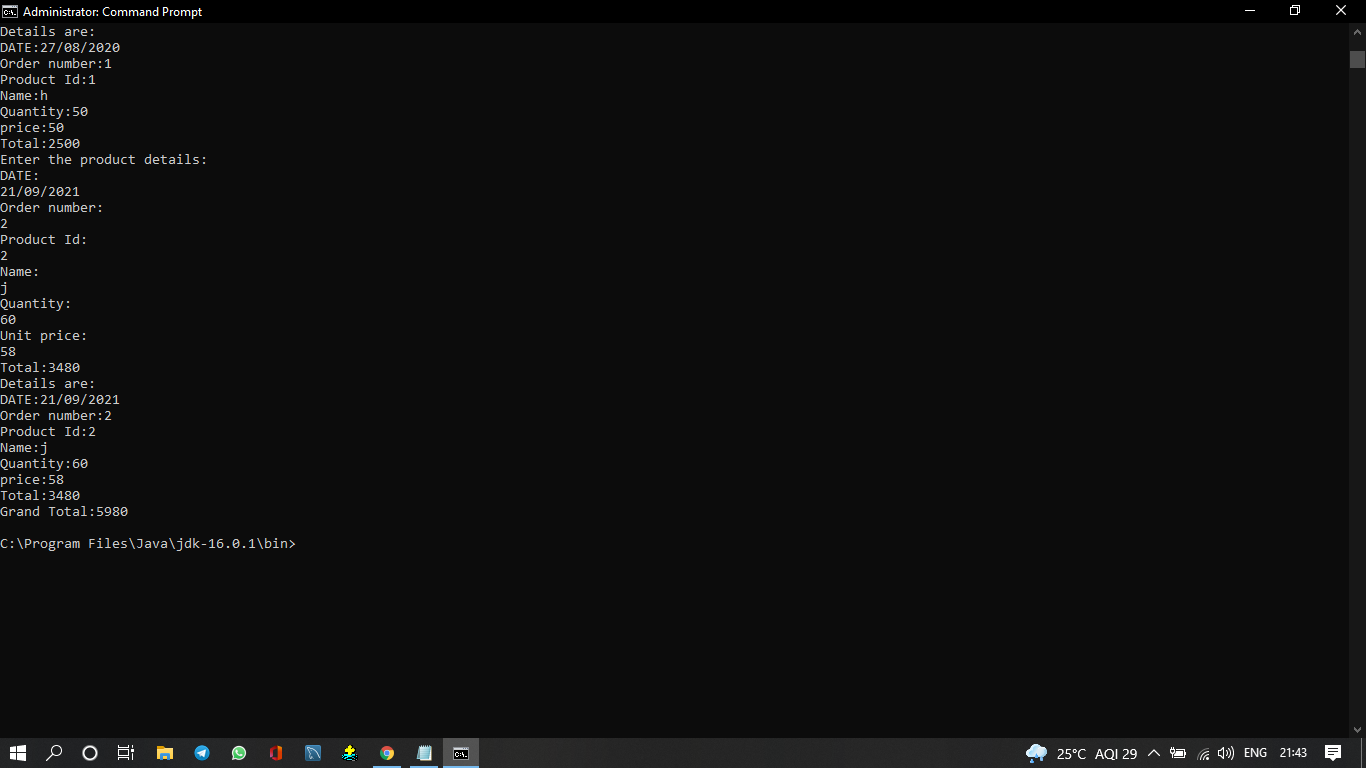 Administrator: Command Prompt
Details are:
DATE:27/08/2020
Order number:1
Product Id:1
Name:h
Quantity:50
price:50
Total:2500
Enter the product details:
DATE:
21/09/2021
Order number:
2
Product Id:
2
Name:
j
Quantity:
60
Unit price:
58
Total:3480
Details are:
DATE:21/09/2021
Order number:2
Product Id:2
Name:j
Quantity:60
price:58
Total:3480
Grand Total:5980
C:\Program Files\Java\jdk-16.0.1\bin>
25°C AQI 29 ENG 21:43